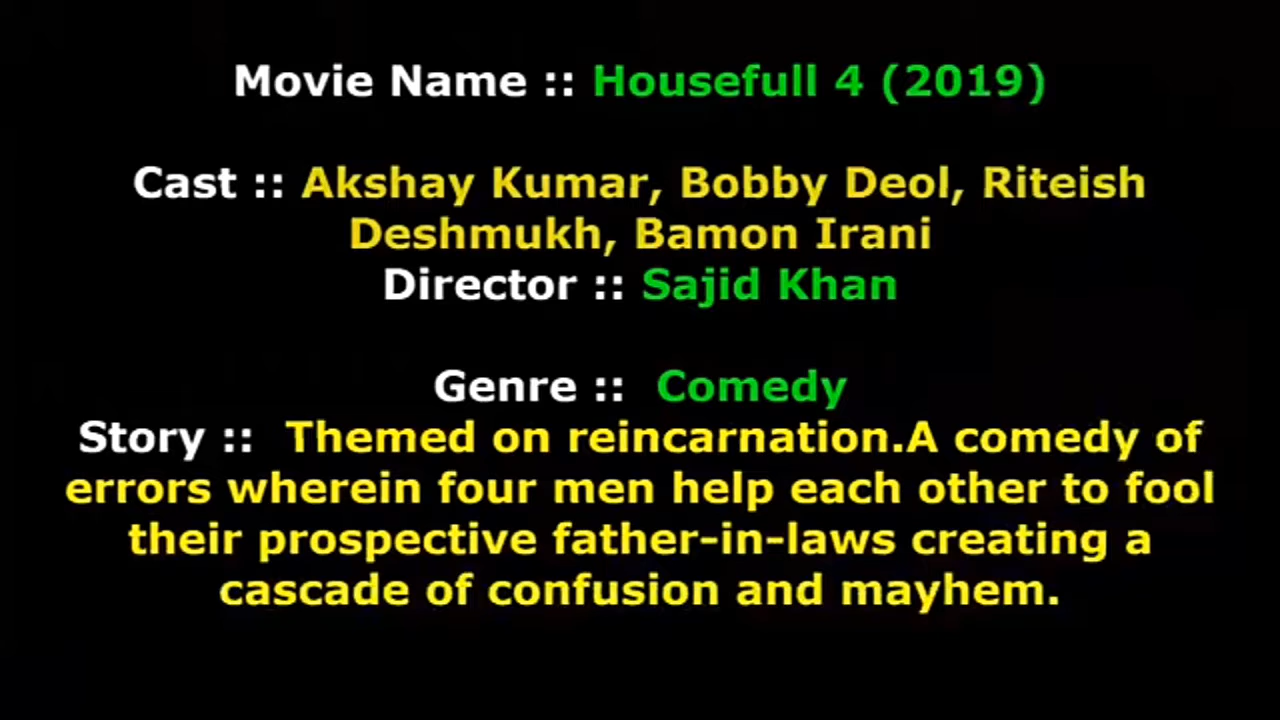 Movie Name :: Housefull 4 (2019)
Cast :: Akshay Kumar, Bobby Deol, Riteish
Deshmukh, Bamon Irani
Director :: Sajid Khan
Genre :: Comedy
Story :: Themed on reincarnation.A comedy of
errors wherein four men help each other to fool
their prospective father-in-laws creating a
cascade of confusion and mayhem.